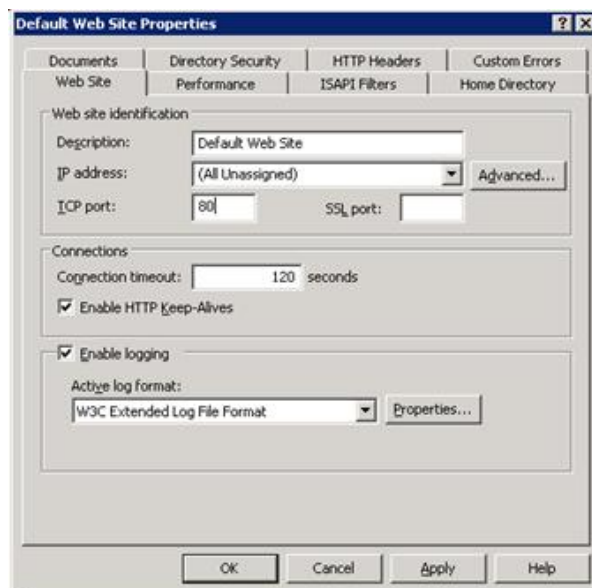 Default Web Site Properties
Documents Directory Security HTTP Headers Custom Errors
Web Site Performance ISAPI Filters Home Directory
Web site identification
Description: Default Web Site
IP address: (All Unassigned) Advanced...
TCP port: 80 SSL port:
Connections
Connection timeout: 120 seconds
Enable HTTP Keep-Alives
Enable logging
Active log format:
W3C Extended Log File Format Properties...
OK Cancel Apply Help